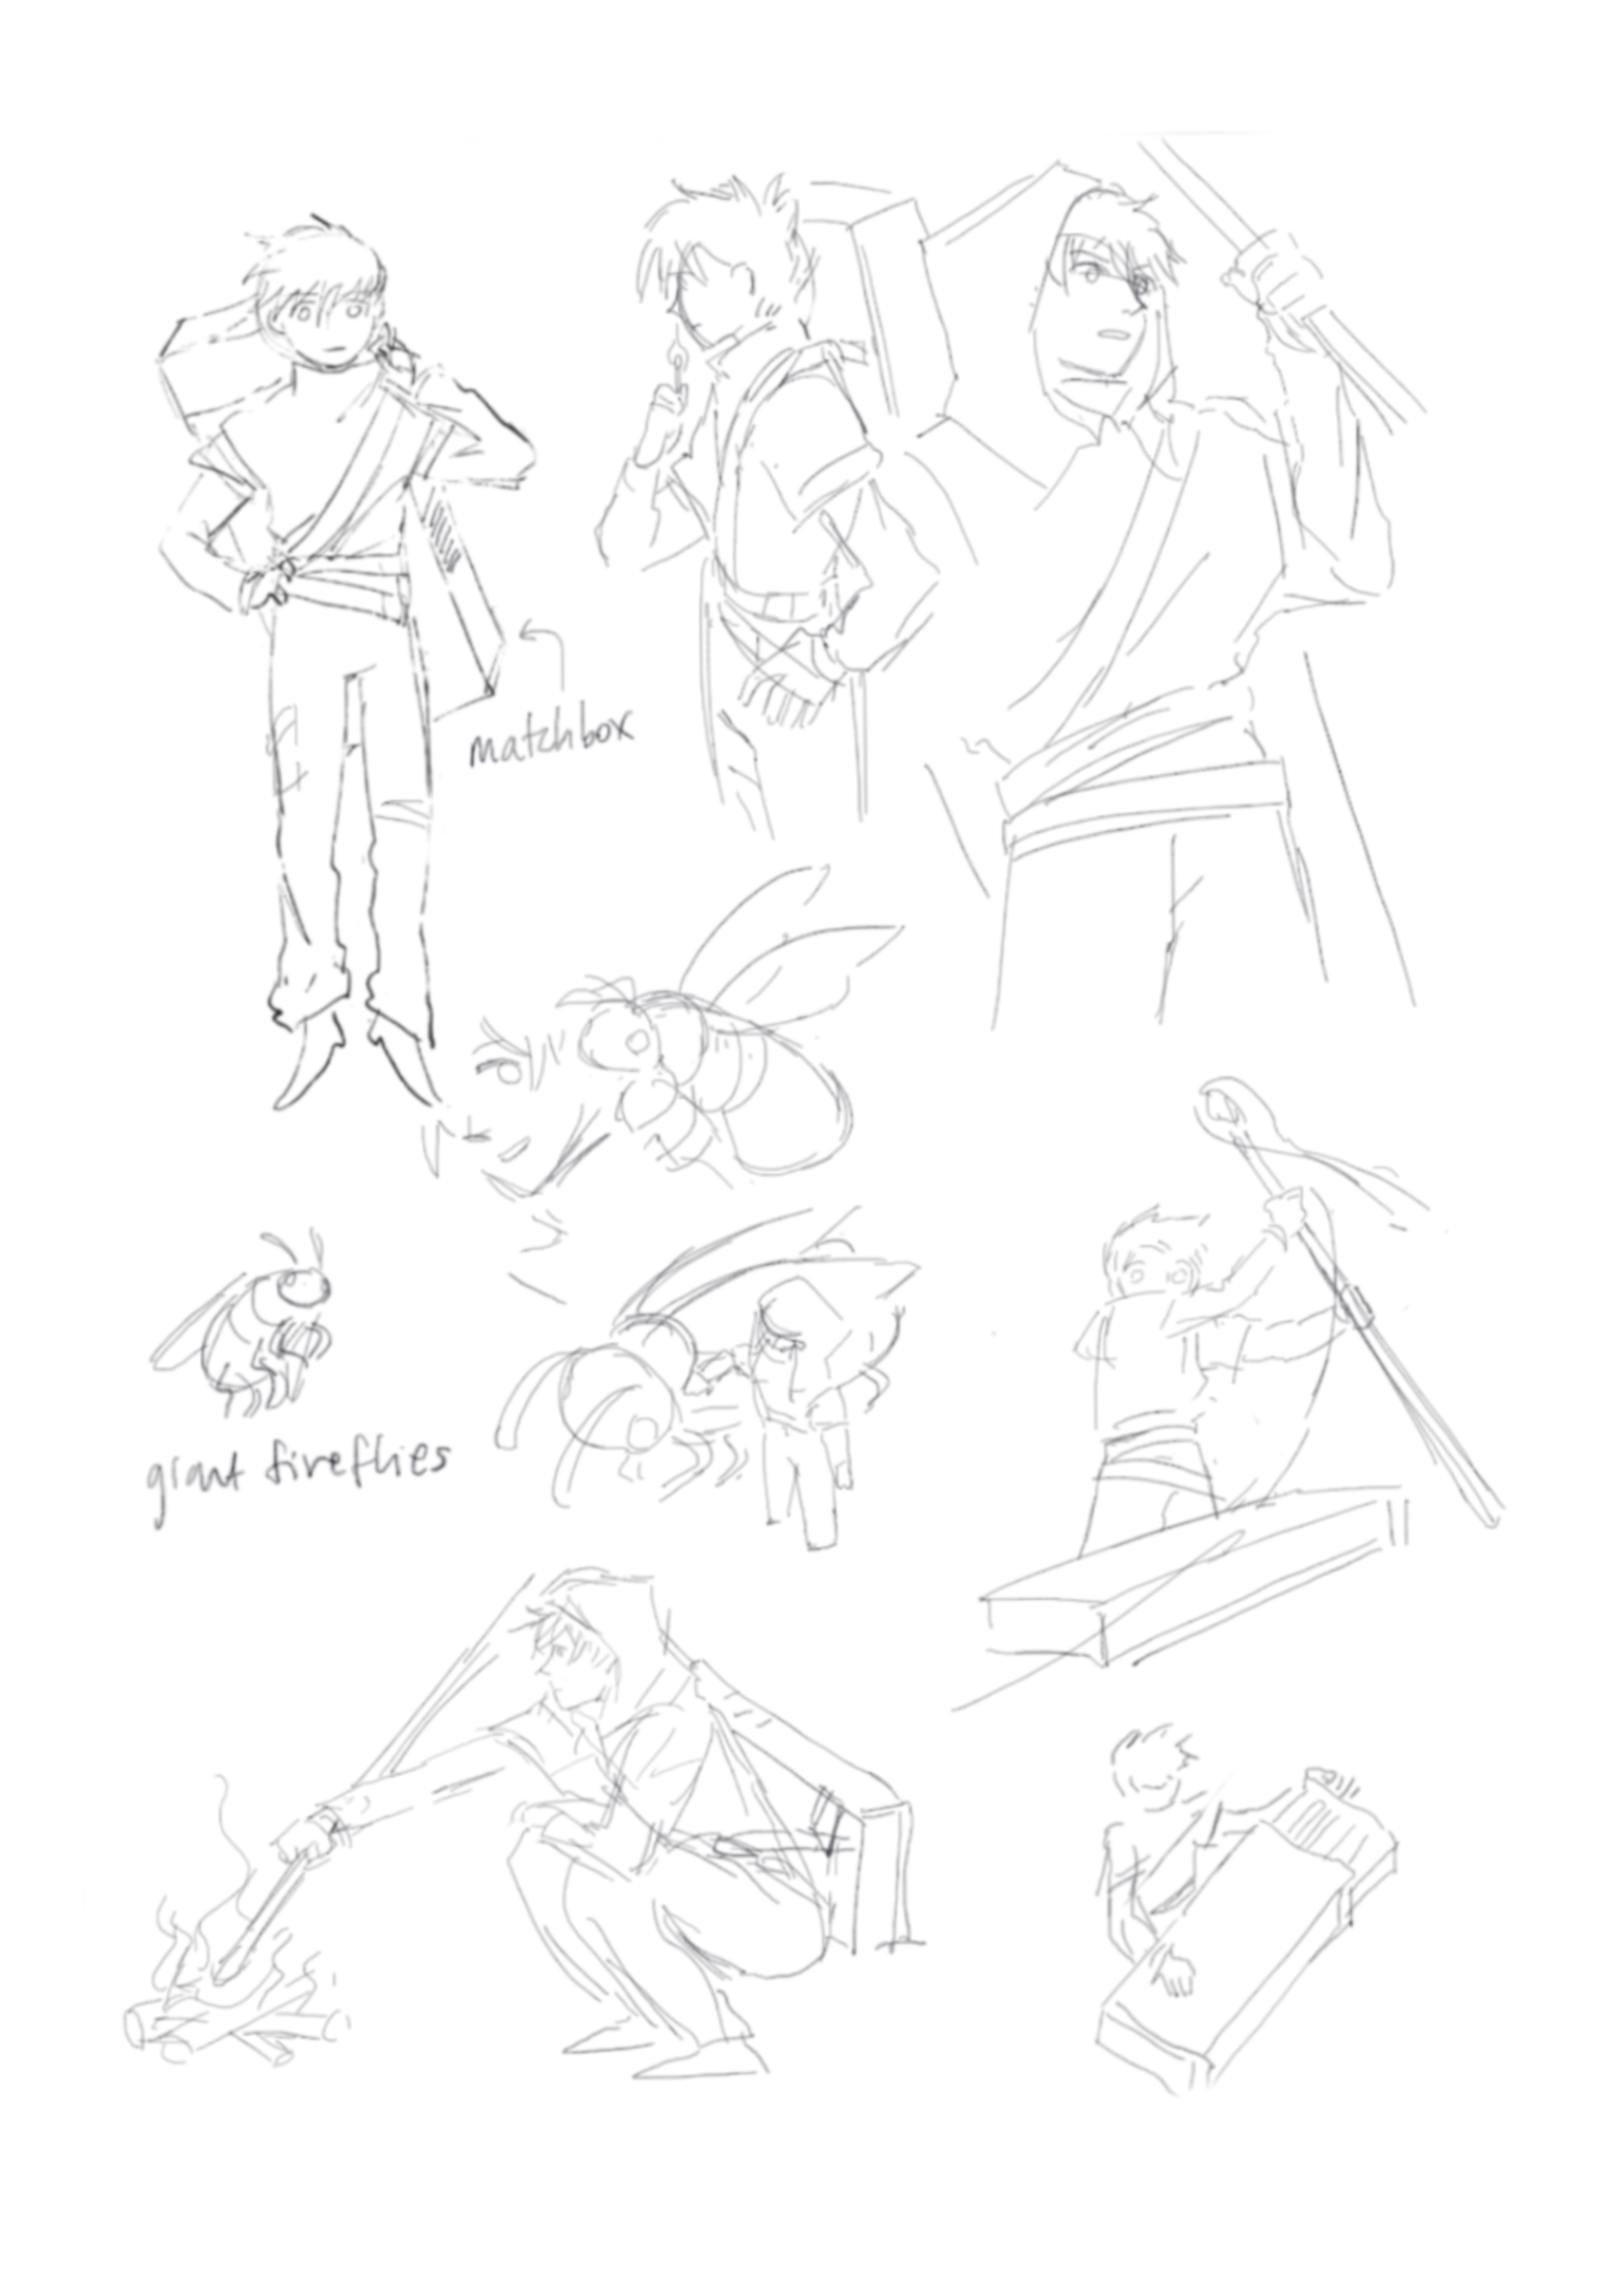 matchbox
giant fireflies